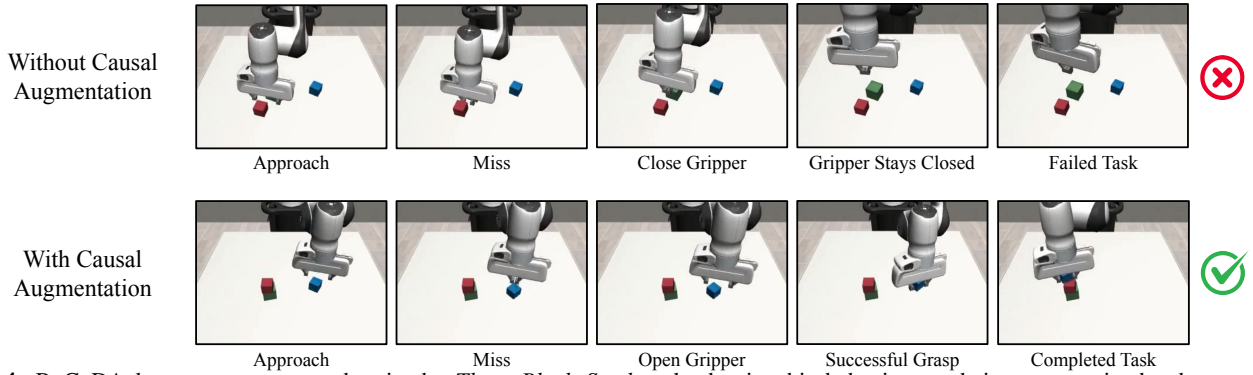 Without Causal
Augmentation
Approach
Miss
Close Gripper
Gripper Stays Closed
Failed Task
With Causal
Augmentation
Approach
Miss
Open Gripper
Successful Grasp
Completed Task